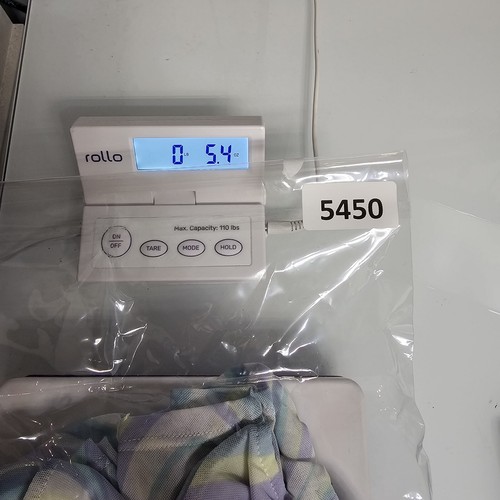 rollo
0 LB 5.4 OZ
5450
Max. Capacity: 110 lbs
ON
OFF
TARE
MODE
HOLD